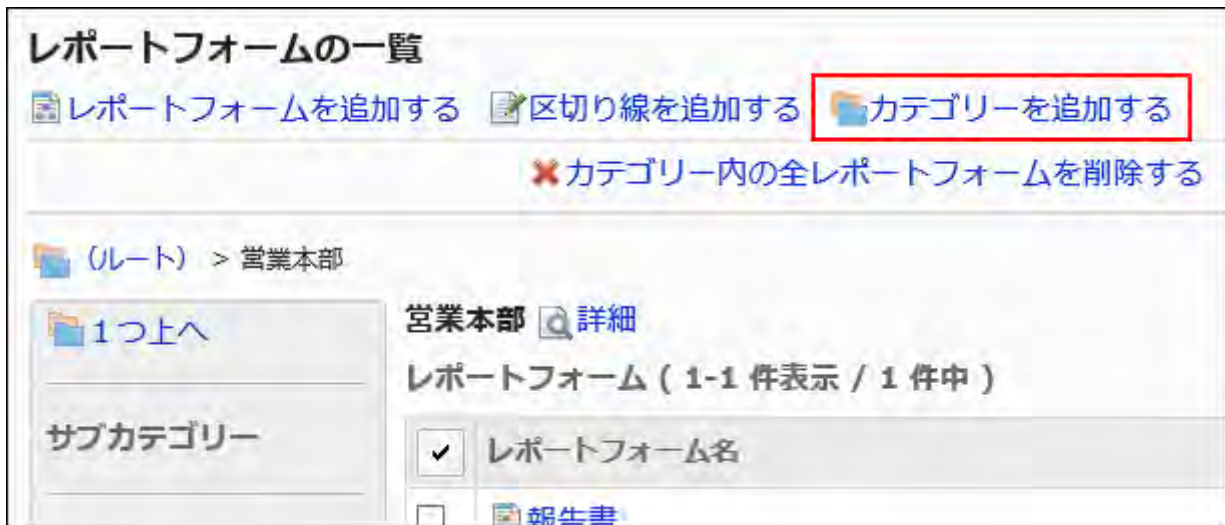 レポートフォームの一覧
レポートフォームを追加する 区切り線を追加する カテゴリーを追加する
カテゴリー内の全レポートフォームを削除する
(ルート) > 営業本部
1つ上へ
サブカテゴリー
営業本部 詳細
レポートフォーム ( 1-1 件表示 / 1 件中 )
レポートフォーム名
報告書